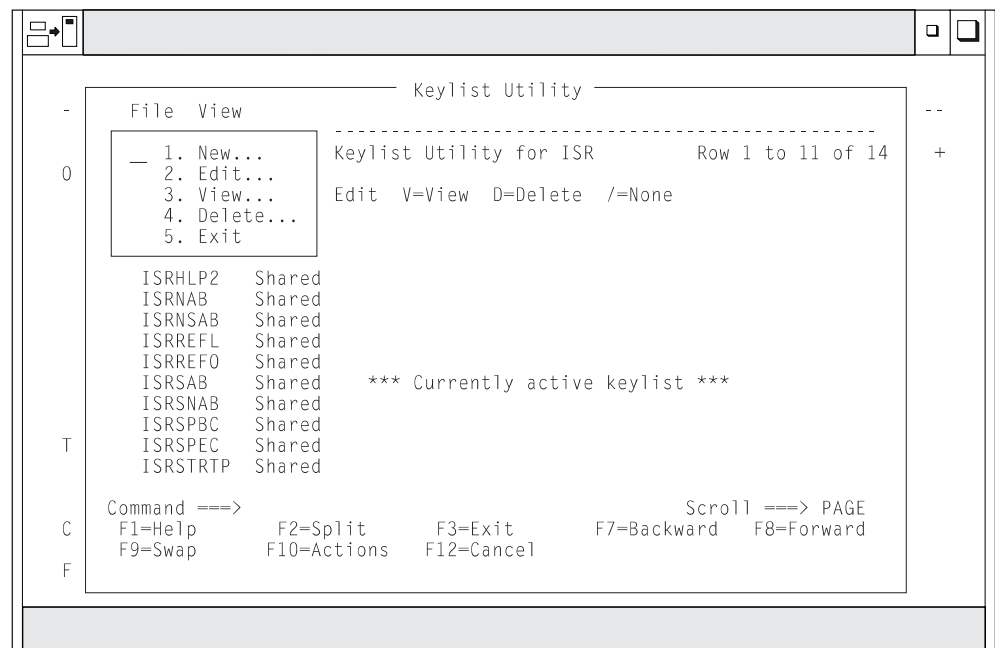 Keylist Utility
- File View --
- - - - - - - - - - - - - - - - - - - - - - - - - - - - - - - - - - - - - - - - - - - - - - - -
__ 1. New... Keylist Utility for ISR Row 1 to 11 of 14 +
O 2. Edit...
3. View... Edit V=View D=Delete /=None
4. Delete...
5. Exit
ISRHLP2 Shared
ISRNAB Shared
ISRNSAB Shared
ISRREFL Shared
ISRREFO Shared
ISRSAB Shared *** Currently active keylist ***
ISRSNAB Shared
ISRSPBC Shared
T ISRSPEC Shared
ISRSTRTP Shared
Command ===> Scroll ===> PAGE
C F1=Help F2=Split F3=Exit F7=Backward F8=Forward
F9=Swap F10=Actions F12=Cancel
F